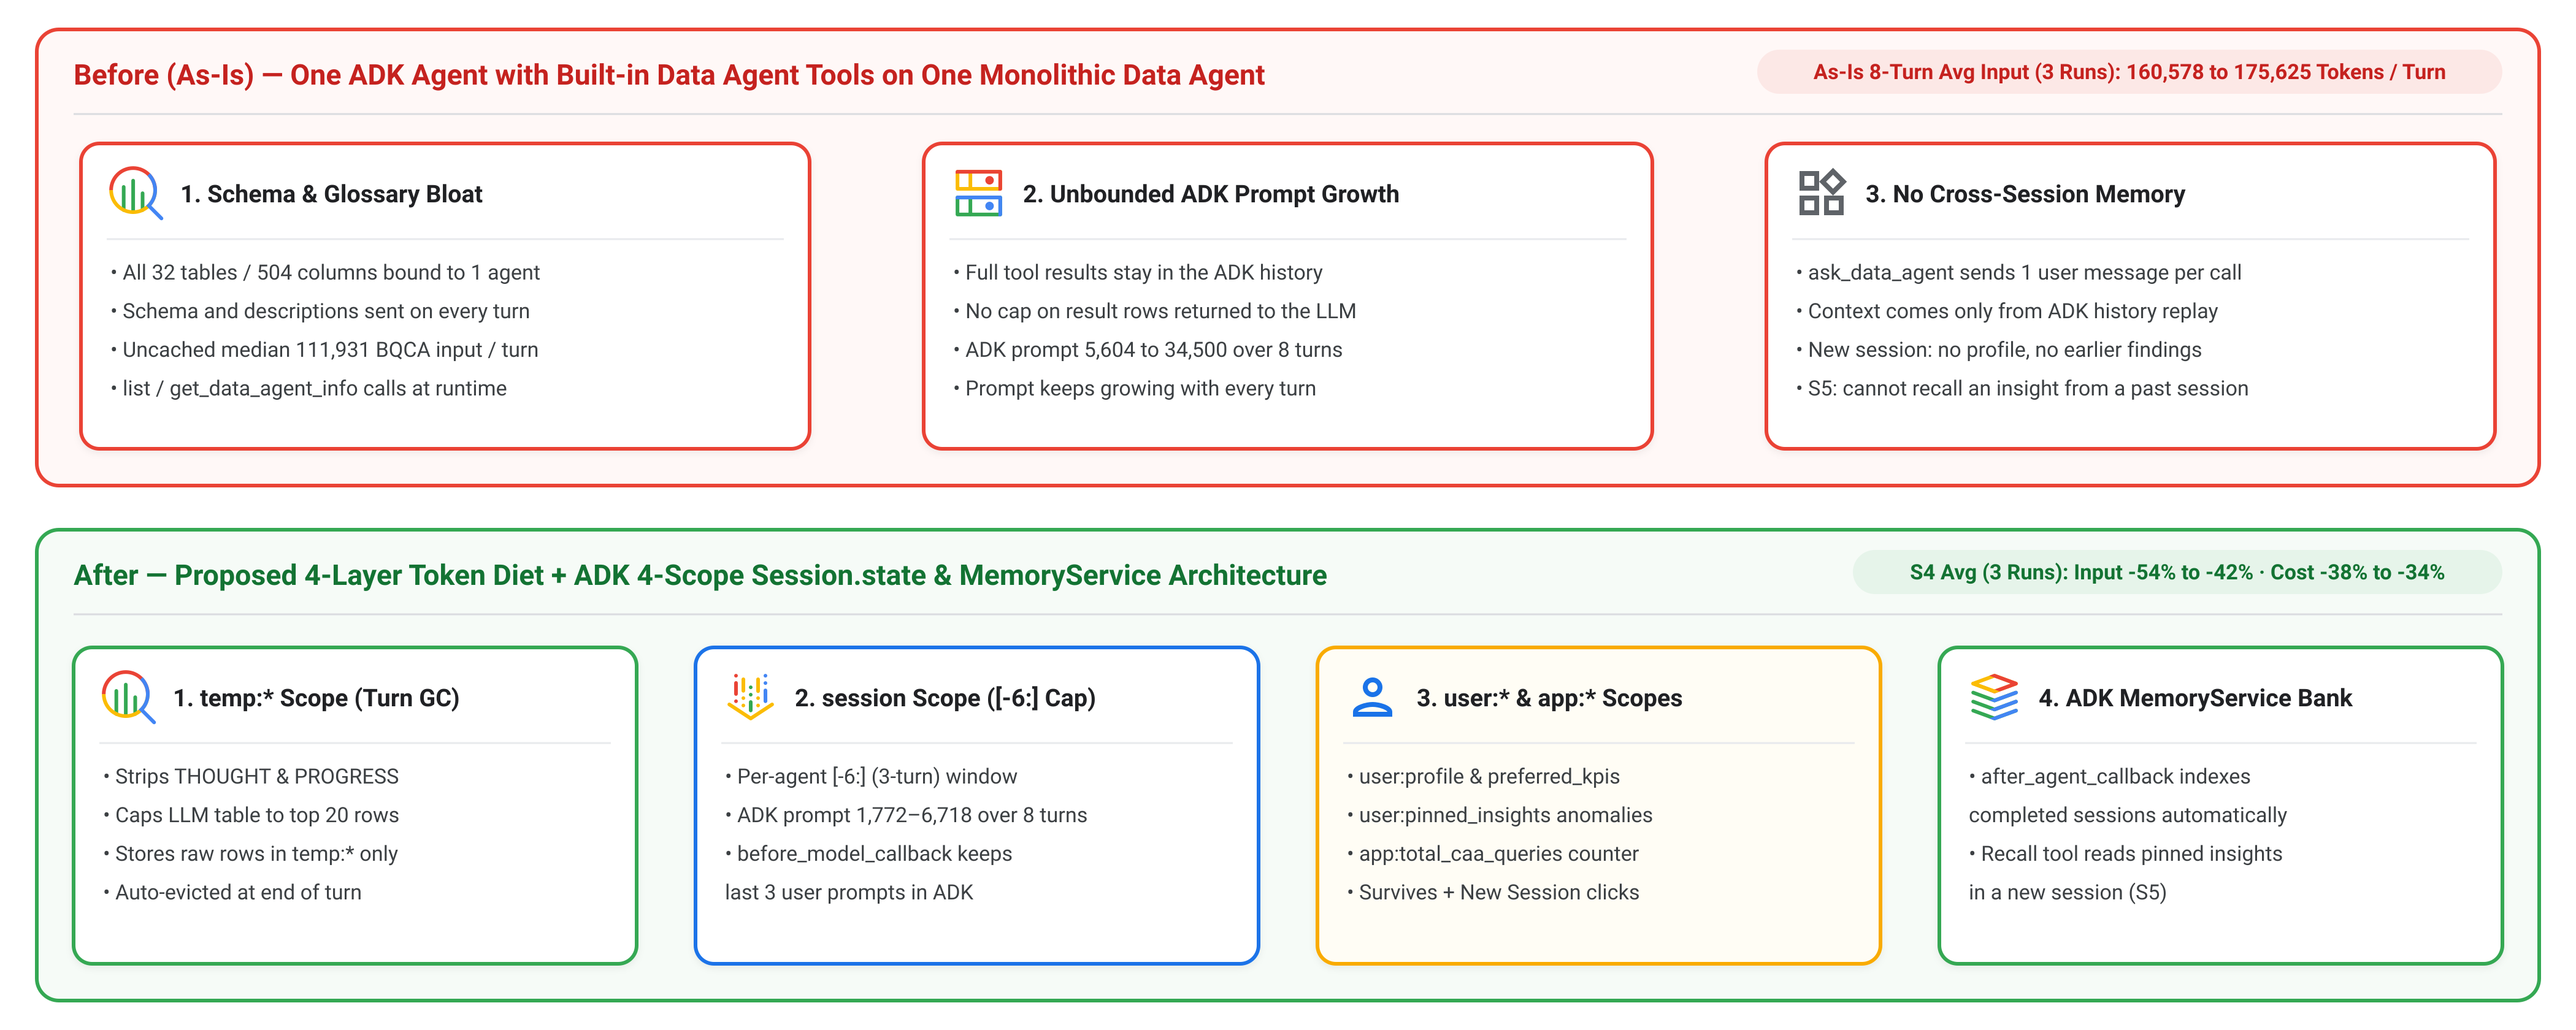 Before (As-Is) — One ADK Agent with Built-in Data Agent Tools on One Monolithic Data Agent
As-Is 8-Turn Avg Input (3 Runs): 160,578 to 175,625 Tokens / Turn
1. Schema & Glossary Bloat
• All 32 tables / 504 columns bound to 1 agent
• Schema and descriptions sent on every turn
• Uncached median 111,931 BQCA input / turn
• list / get_data_agent_info calls at runtime
2. Unbounded ADK Prompt Growth
• Full tool results stay in the ADK history
• No cap on result rows returned to the LLM
• ADK prompt 5,604 to 34,500 over 8 turns
• Prompt keeps growing with every turn
3. No Cross-Session Memory
• ask_data_agent sends 1 user message per call
• Context comes only from ADK history replay
• New session: no profile, no earlier findings
• S5: cannot recall an insight from a past session
After — Proposed 4-Layer Token Diet + ADK 4-Scope Session.state & MemoryService Architecture
S4 Avg (3 Runs): Input -54% to -42% · Cost -38% to -34%
1. temp:* Scope (Turn GC)
• Strips THOUGHT & PROGRESS
• Caps LLM table to top 20 rows
• Stores raw rows in temp:* only
• Auto-evicted at end of turn
2. session Scope ([-6:] Cap)
• Per-agent [-6:] (3-turn) window
• ADK prompt 1,772–6,718 over 8 turns
• before_model_callback keeps
last 3 user prompts in ADK
3. user:* & app:* Scopes
• user:profile & preferred_kpis
• user:pinned_insights anomalies
• app:total_caa_queries counter
• Survives + New Session clicks
4. ADK MemoryService Bank
• after_agent_callback indexes
completed sessions automatically
• Recall tool reads pinned insights
in a new session (S5)